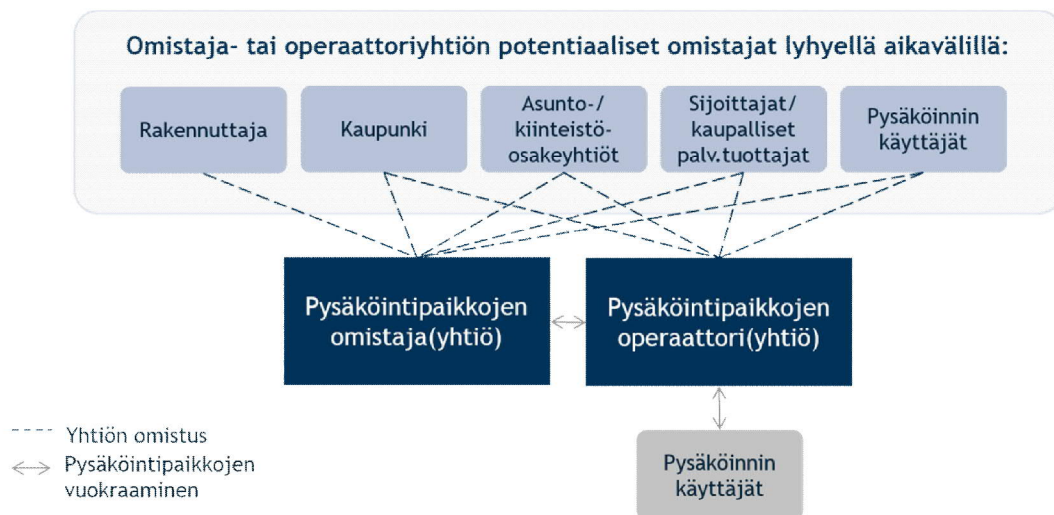 Omistaja- tai operaattoriyhtiön potentiaaliset omistajat lyhyellä aikavälillä:
Rakennuttaja
Kaupunki
Asunto-/
kiinteistö-
osakeyhtiöt
Sijoittajat/
kaupalliset
palv.tuottajat
Pysäköinnin
käyttäjät
Pysäköintipaikkojen
omistaja(yhtiö)
Pysäköintipaikkojen
operaattori(yhtiö)
Yhtiön omistus
Pysäköintipaikkojen
vuokraaminen
Pysäköinnin
käyttäjät